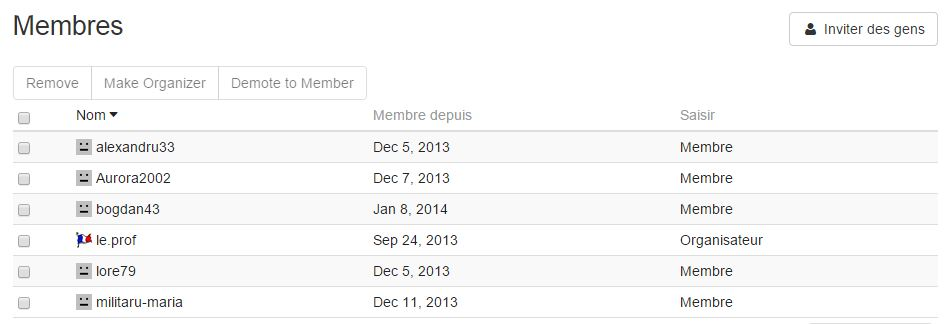 Membres
Inviter des gens
Remove Make Organizer Demote to Member
Nom Membre depuis Saisir
alexandru33 Dec 5, 2013 Membre
Aurora2002 Dec 7, 2013 Membre
bogdan43 Jan 8, 2014 Membre
le.prof Sep 24, 2013 Organisateur
lore79 Dec 5, 2013 Membre
militaru-maria Dec 11, 2013 Membre